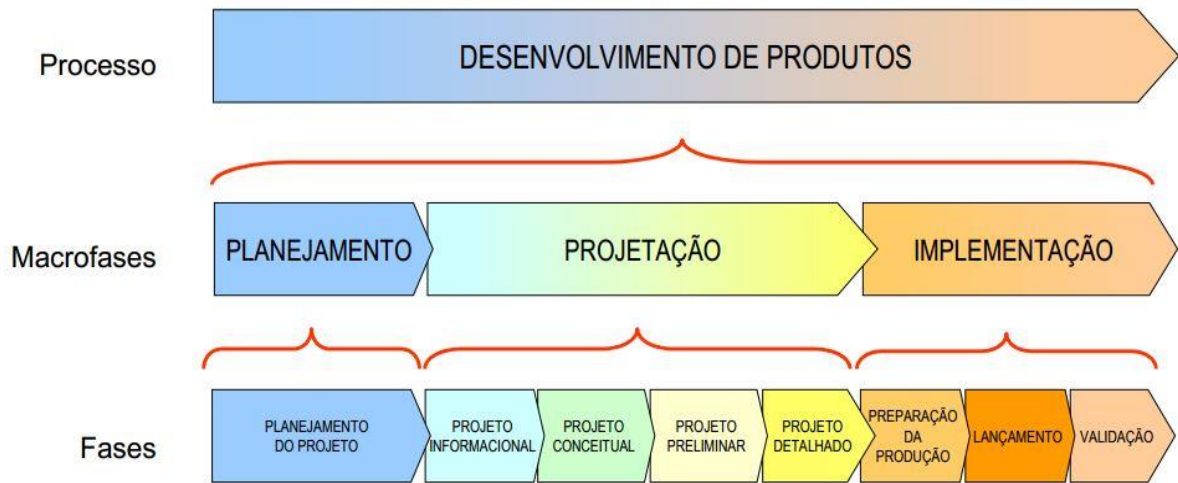 Processo
DESENVOLVIMENTO DE PRODUTOS
Macrofases
PLANEJAMENTO
PROJETAÇÃO
IMPLEMENTAÇÃO
Fases
PLANEJAMENTO
DO PROJETO
PROJETO
INFORMACIONAL
PROJETO
CONCEITUAL
PROJETO
PRELIMINAR
PROJETO
DETALHADO
PREPARAÇÃO
DA
PRODUÇÃO
LANÇAMENTO
VALIDAÇÃO